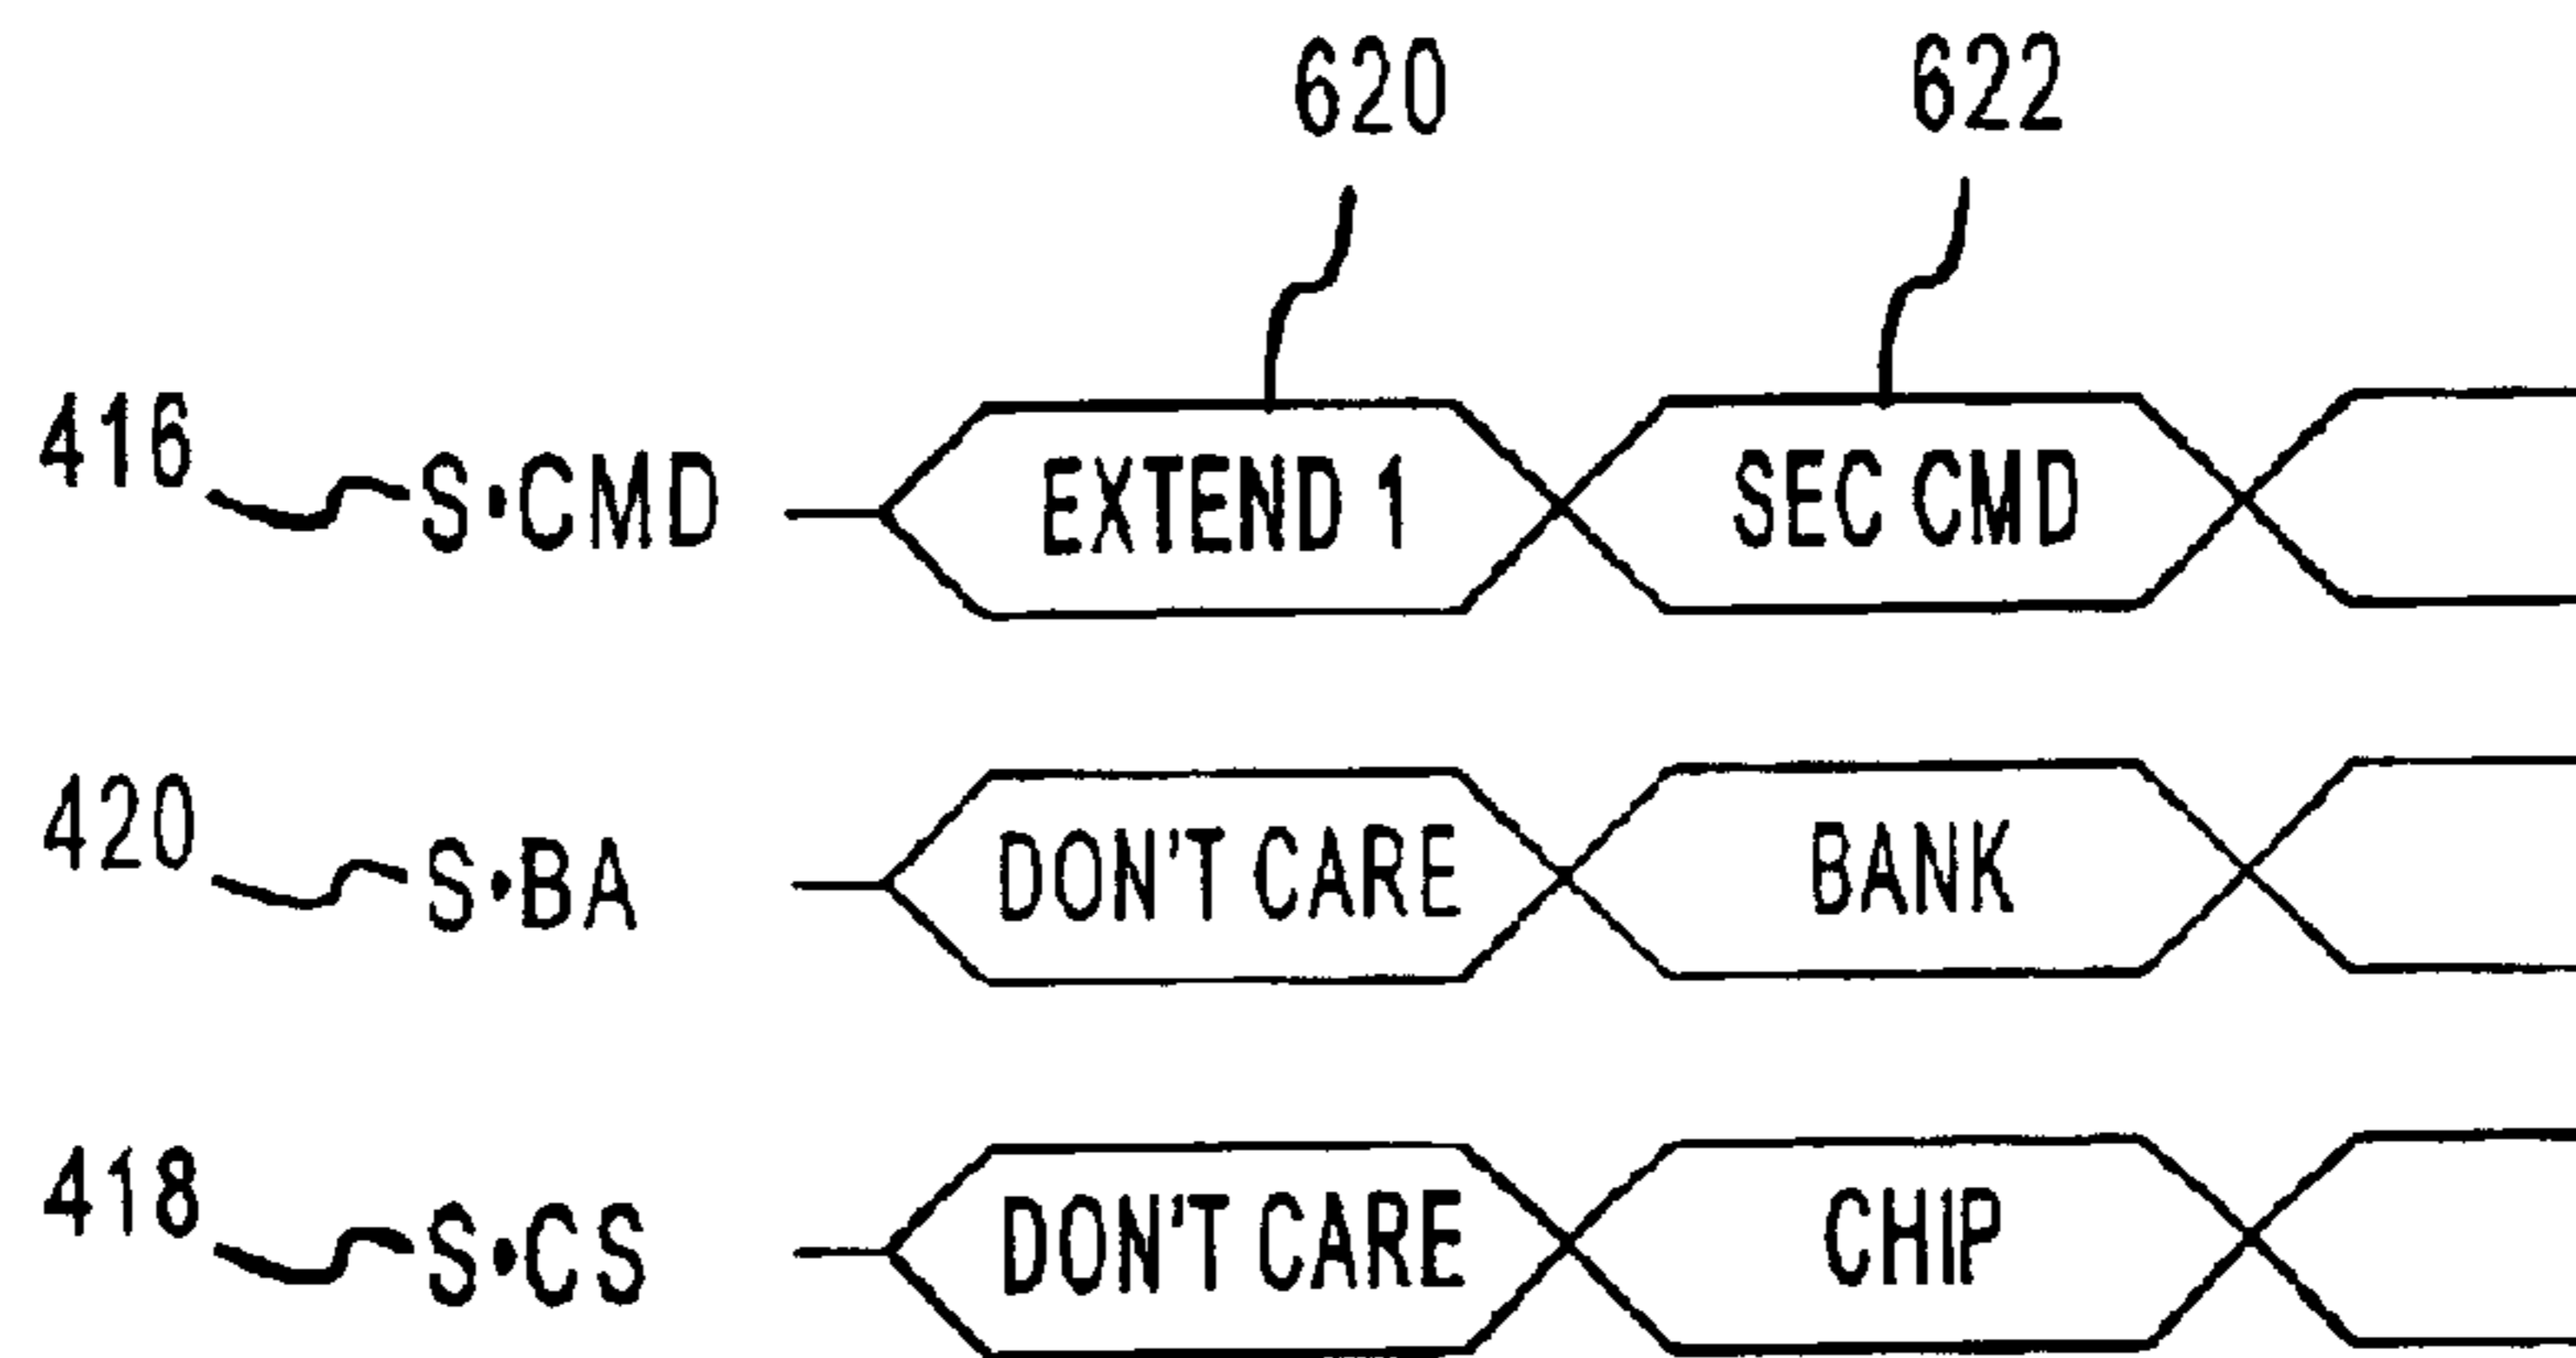 620 622
416 S·CMD EXTEND 1 SEC CMD
420 S·BA DON'T CARE BANK
418 S·CS DON'T CARE CHIP